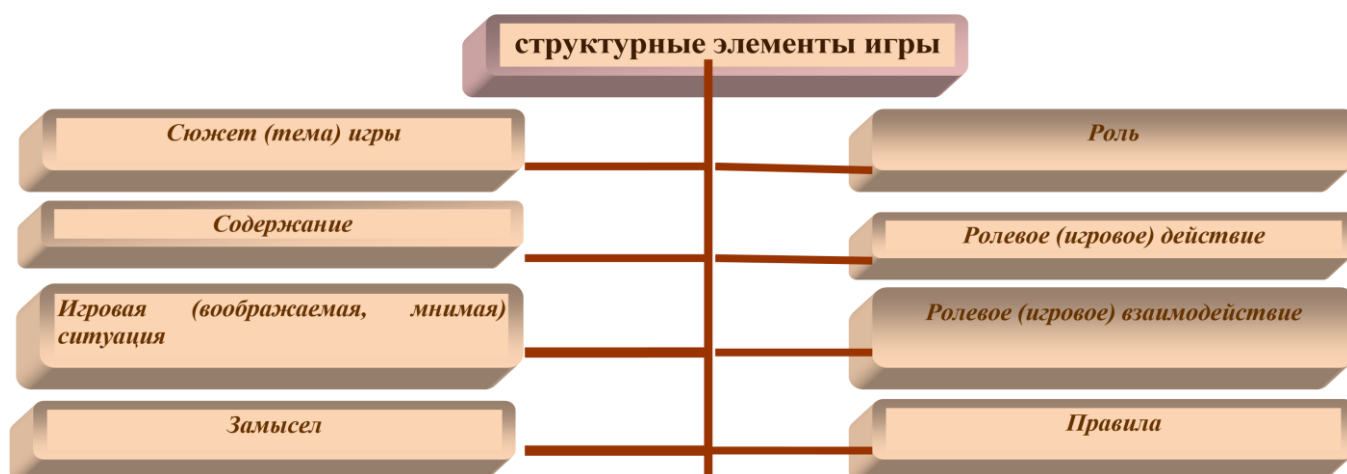 структурные элементы игры
Сюжет (тема) игры
Содержание
Игровая (воображаемая, мнимая)
ситуация
Замысел
Роль
Ролевое (игровое) действие
Ролевое (игровое) взаимодействие
Правила